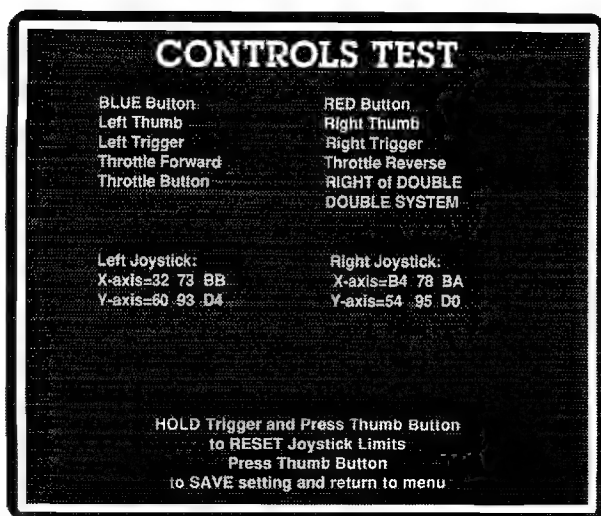 CONTROLS TEST
BLUE Button
Left Thumb
Left Trigger
Throttle Forward
Throttle Button
RED Button
Right Thumb
Right Trigger
Throttle Reverse
RIGHT of DOUBLE
DOUBLE SYSTEM
Left Joystick:
X-axis=32 73 BB
Y-axis=60 93 D4
Right Joystick:
X-axis=B4 78 BA
Y-axis=54 95 D0
HOLD Trigger and Press Thumb Button
to RESET Joystick Limits
Press Thumb Button
to SAVE setting and return to menu